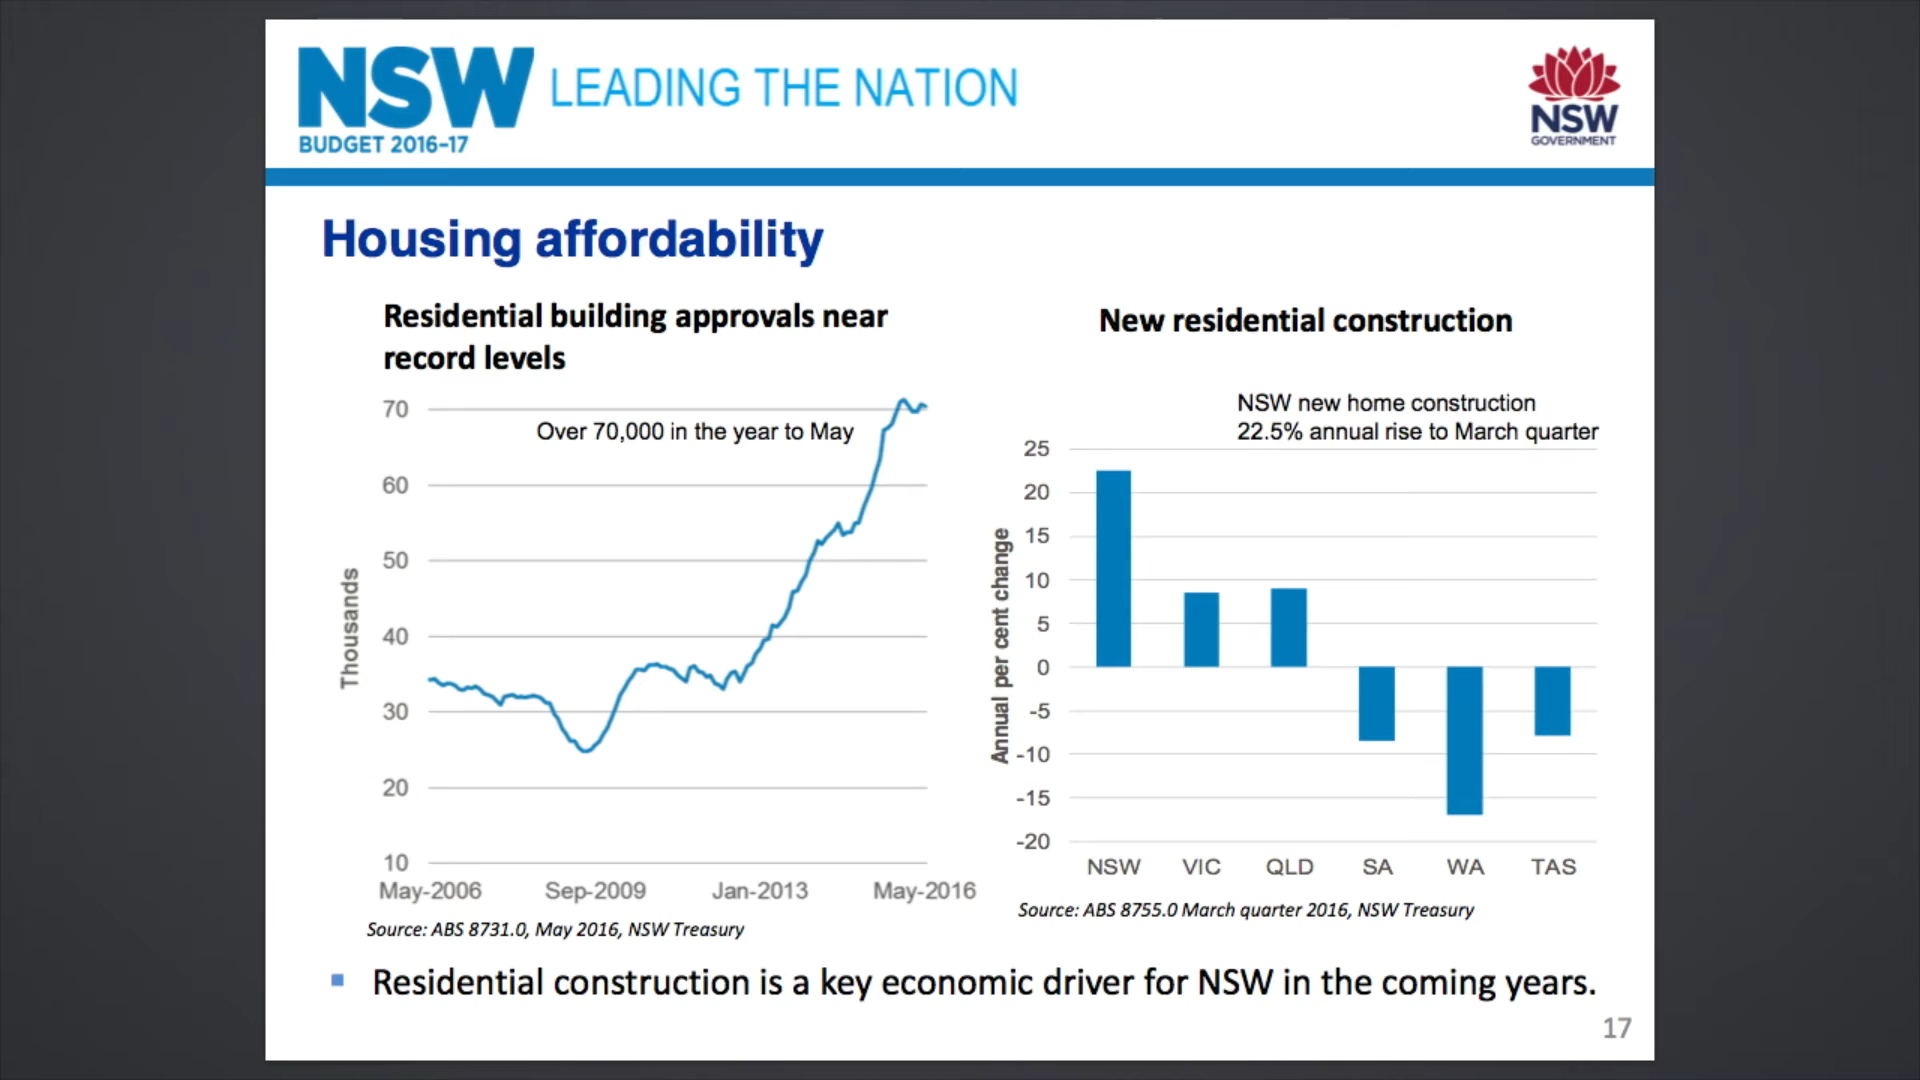 NSW LEADING THE NATION
BUDGET 2016-17
NSW
GOVERNMENT
Housing affordability
Residential building approvals near
record levels
Over 70,000 in the year to May
Thousands
70
60
50
40
30
20
10
May-2006 Sep-2009 Jan-2013 May-2016
Source: ABS 8731.0, May 2016, NSW Treasury
New residential construction
NSW new home construction
22.5% annual rise to March quarter
Annual per cent change
25
20
15
10
5
0
-5
-10
-15
-20
NSW VIC QLD SA WA TAS
Source: ABS 8755.0 March quarter 2016, NSW Treasury
Residential construction is a key economic driver for NSW in the coming years.
17